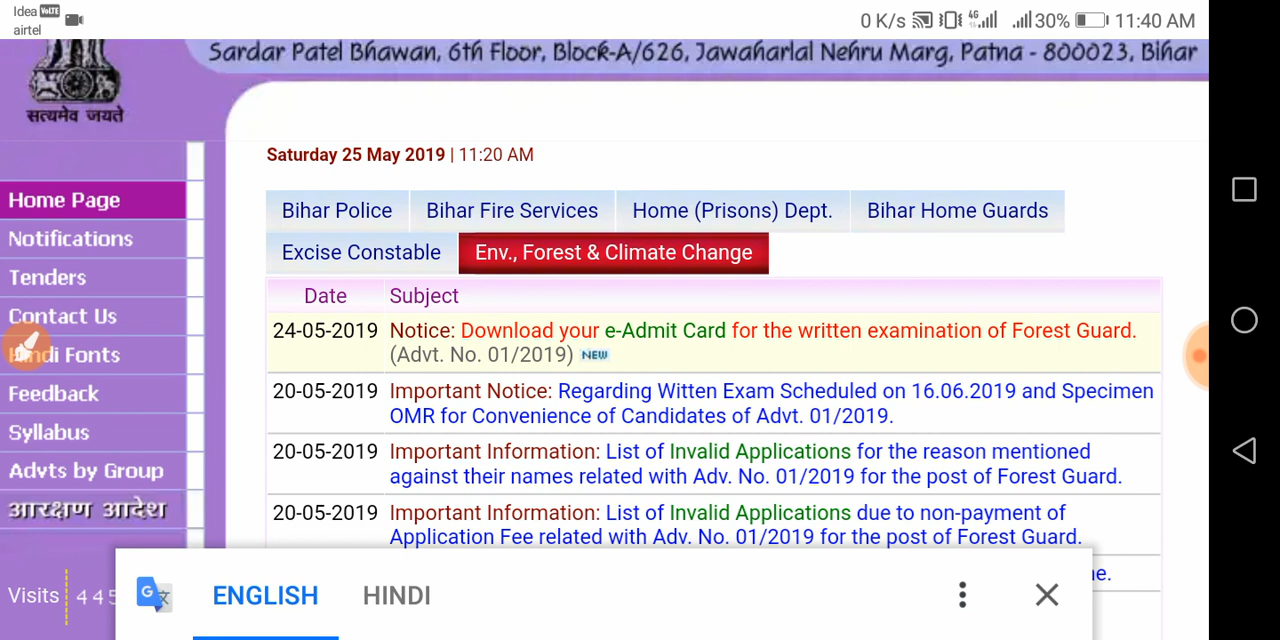 Idea VoLTE
airtel
0 K/s 4G 30% 11:40 AM
Sardar Patel Bhawan, 6th Floor, Block-A/626, Jawaharlal Nehru Marg, Patna - 800023, Bihar
सत्यमेव जयते
Saturday 25 May 2019 | 11:20 AM
Home Page
Notifications
Tenders
Contact Us
Hindi Fonts
Feedback
Syllabus
Advts by Group
आरक्षण आदेश
Visits 445
Bihar Police Bihar Fire Services Home (Prisons) Dept. Bihar Home Guards
Excise Constable Env., Forest & Climate Change
Date Subject
24-05-2019 Notice: Download your e-Admit Card for the written examination of Forest Guard.
(Advt. No. 01/2019) NEW
20-05-2019 Important Notice: Regarding Witten Exam Scheduled on 16.06.2019 and Specimen
OMR for Convenience of Candidates of Advt. 01/2019.
20-05-2019 Important Information: List of Invalid Applications for the reason mentioned
against their names related with Adv. No. 01/2019 for the post of Forest Guard.
20-05-2019 Important Information: List of Invalid Applications due to non-payment of
Application Fee related with Adv. No. 01/2019 for the post of Forest Guard.
ENGLISH HINDI